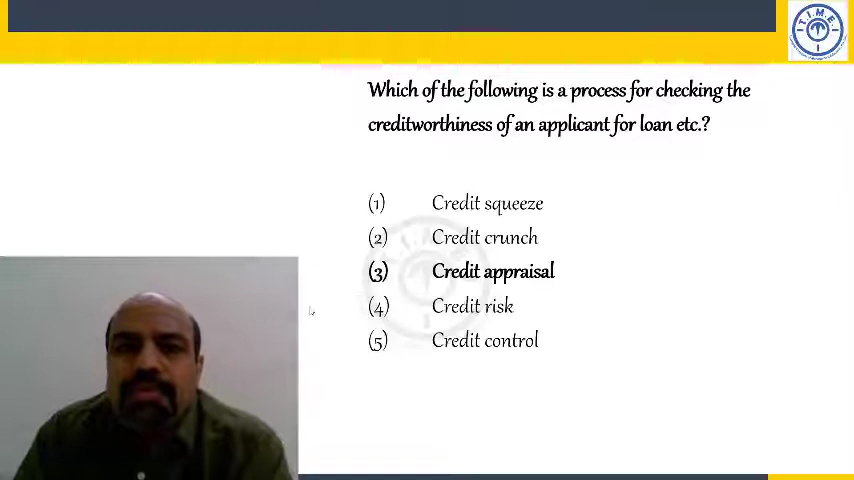 T.I.M.E.
Which of the following is a process for checking the
creditworthiness of an applicant for loan etc.?
(1) Credit squeeze
(2) Credit crunch
(3) Credit appraisal
(4) Credit risk
(5) Credit control